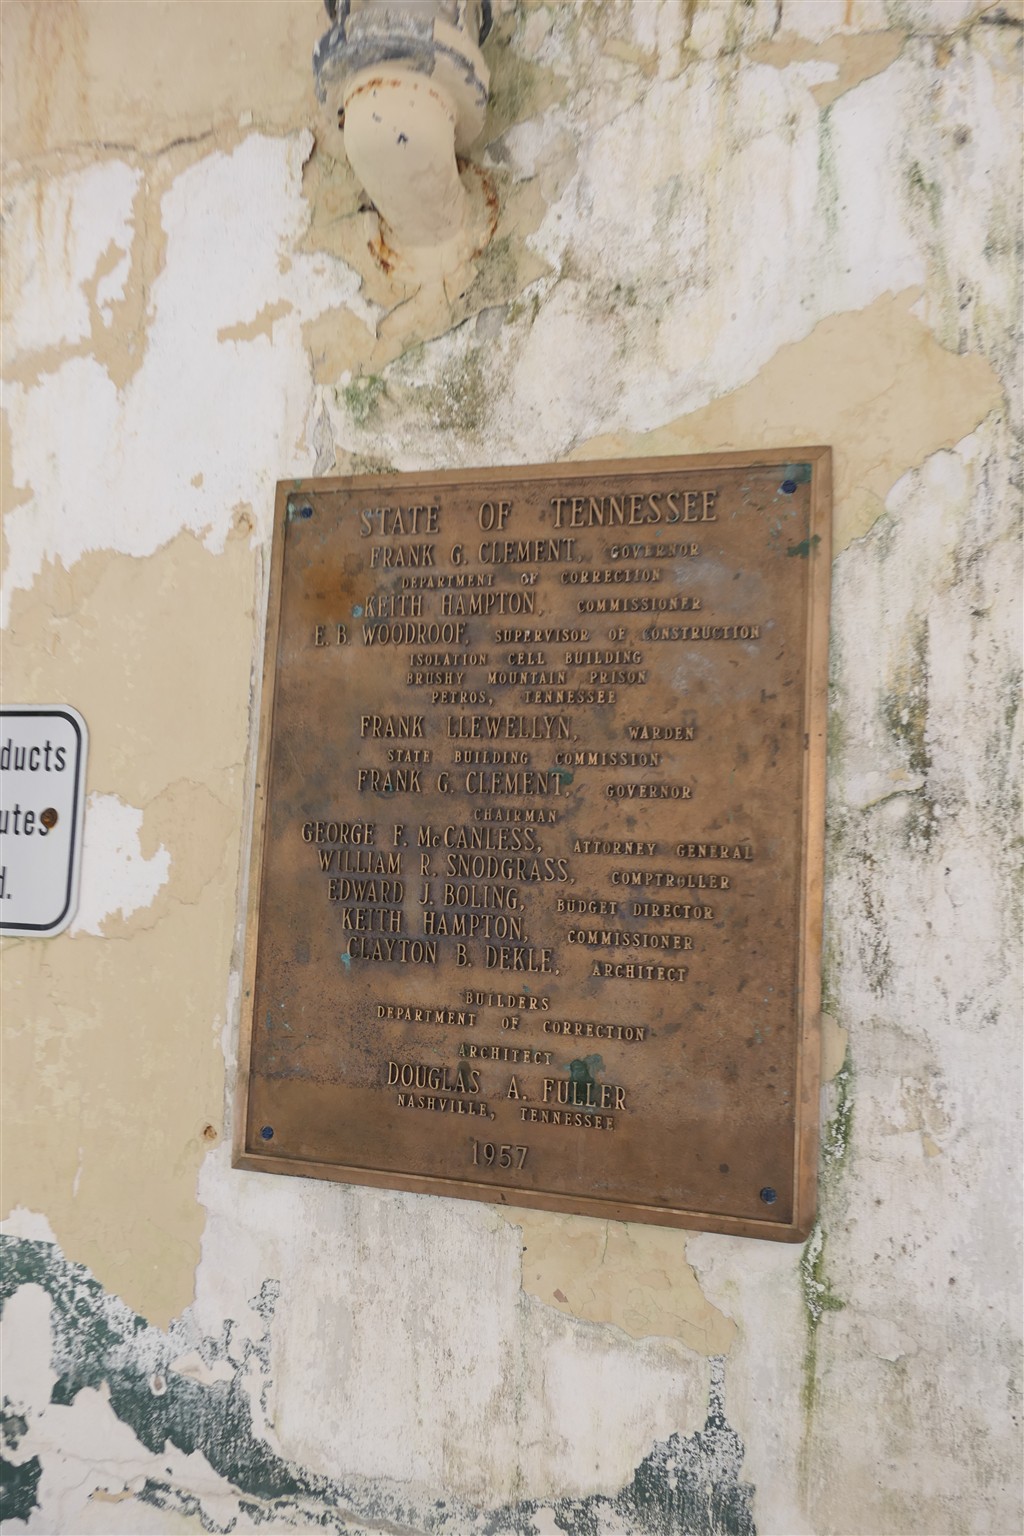 STATE OF TENNESSEE
FRANK G. CLEMENT, GOVERNOR
DEPARTMENT OF CORRECTION
KEITH HAMPTON, COMMISSIONER
E. B. WOODROOF, SUPERVISOR OF CONSTRUCTION
ISOLATION CELL BUILDING
BRUSHY MOUNTAIN PRISON
PETROS, TENNESSEE
FRANK LLEWELLYN, WARDEN
STATE BUILDING COMMISSION
FRANK G. CLEMENT, GOVERNOR
CHAIRMAN
GEORGE F. McCANLESS, ATTORNEY GENERAL
WILLIAM R. SNODGRASS, COMPTROLLER
EDWARD J. BOLING, BUDGET DIRECTOR
KEITH HAMPTON, COMMISSIONER
CLAYTON B. DEKLE, ARCHITECT
BUILDERS
DEPARTMENT OF CORRECTION
ARCHITECT
DOUGLAS A. FULLER
NASHVILLE, TENNESSEE
1957
ducts
utes
d.